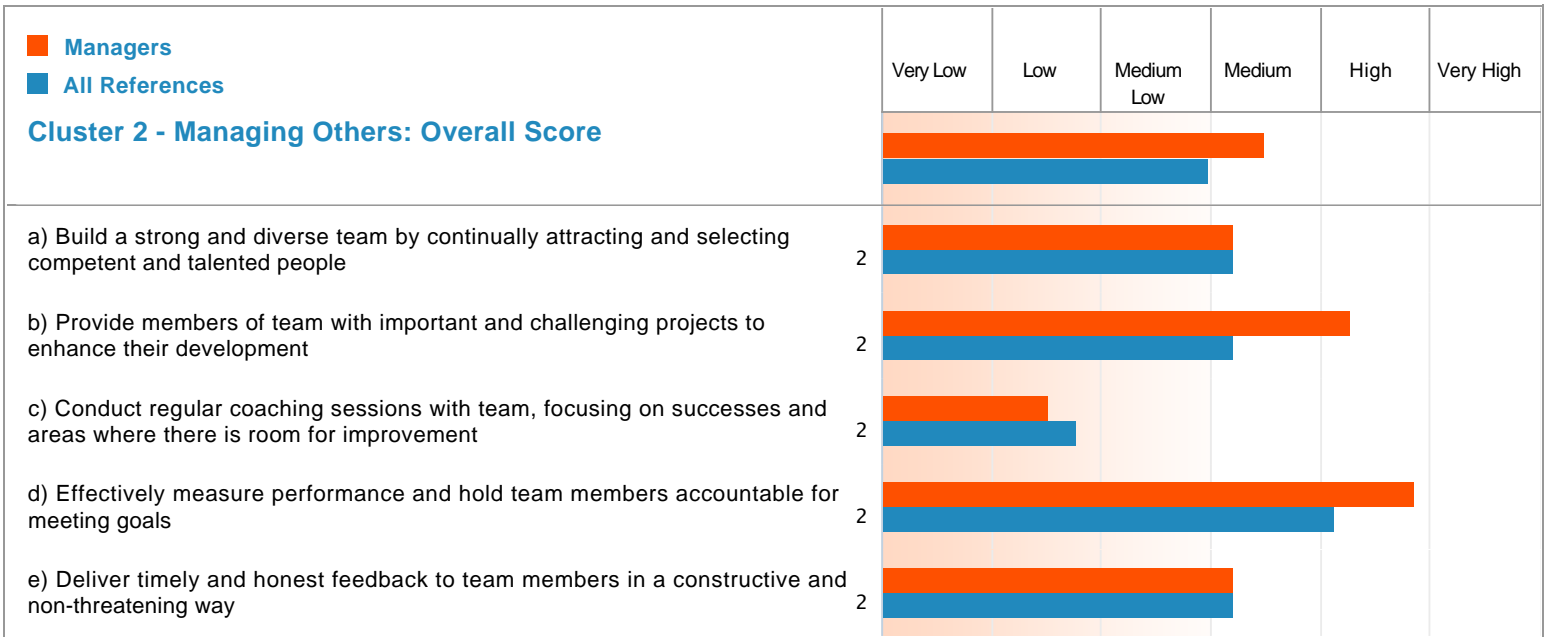 Managers
All References
Cluster 2 - Managing Others: Overall Score
Very Low
Low
Medium
Low
Medium
High
Very High
a) Build a strong and diverse team by continually attracting and selecting
competent and talented people
2
b) Provide members of team with important and challenging projects to
enhance their development
2
c) Conduct regular coaching sessions with team, focusing on successes and
areas where there is room for improvement
2
d) Effectively measure performance and hold team members accountable for
meeting goals
2
e) Deliver timely and honest feedback to team members in a constructive and
non-threatening way
2